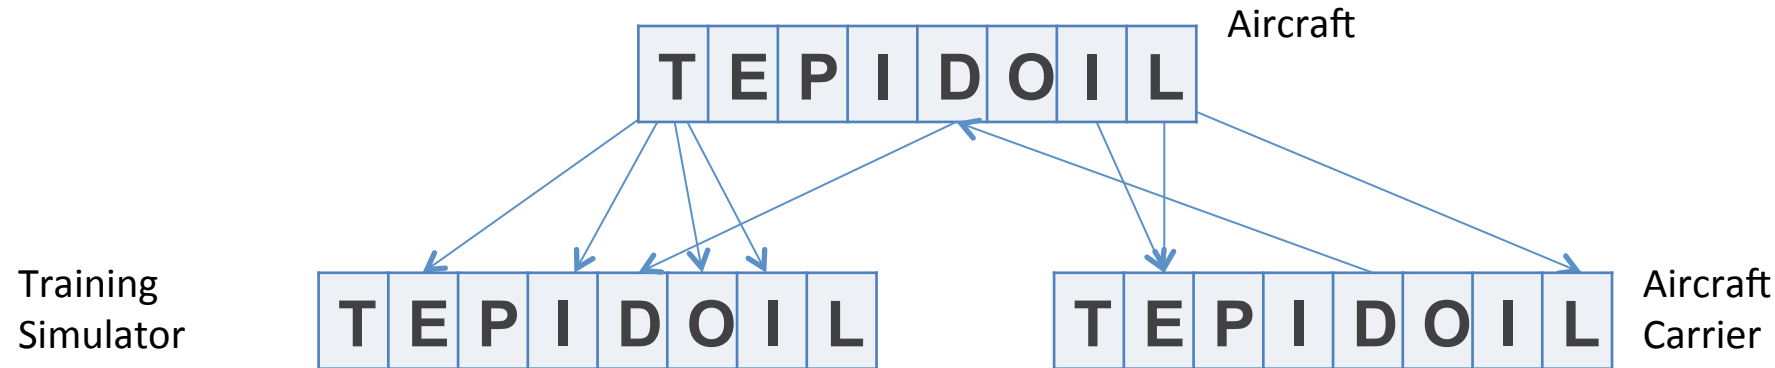 Aircraft
T E P I D O I L
Training
Simulator
T E P I D O I L
T E P I D O I L
Aircraft
Carrier